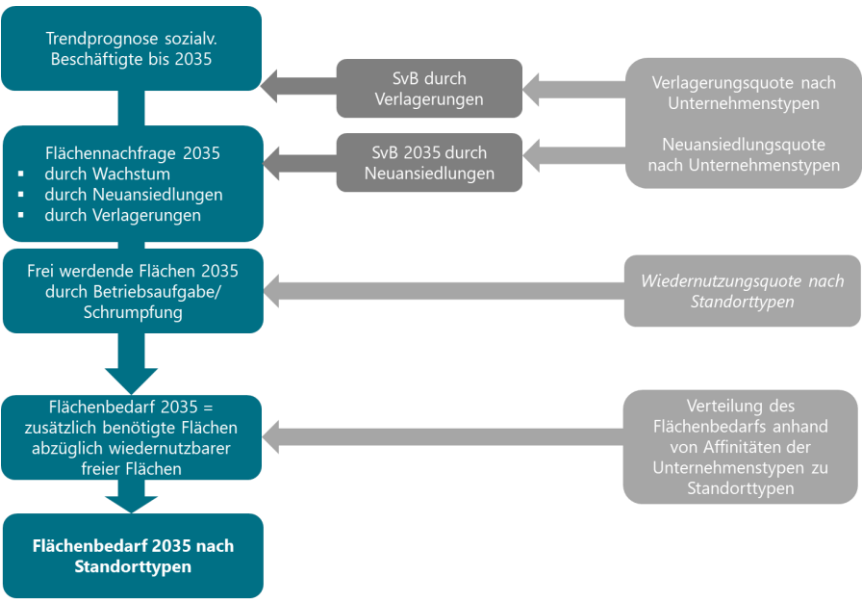 Trendprognose sozialv.
Beschäftigte bis 2035
SvB durch
Verlagerungen
Verlagerungsquote nach
Unternehmenstypen
Neuansiedlungsquote
nach Unternehmenstypen
Flächennachfrage 2035
▪ durch Wachstum
▪ durch Neuansiedlungen
▪ durch Verlagerungen
SvB 2035 durch
Neuansiedlungen
Frei werdende Flächen 2035
durch Betriebsaufgabe/
Schrumpfung
Wiedernutzungsquote nach
Standorttypen
Flächenbedarf 2035 =
zusätzlich benötigte Flächen
abzüglich wiedernutzbarer
freier Flächen
Verteilung des
Flächenbedarfs anhand
von Affinitäten der
Unternehmenstypen zu
Standorttypen
Flächenbedarf 2035 nach
Standorttypen